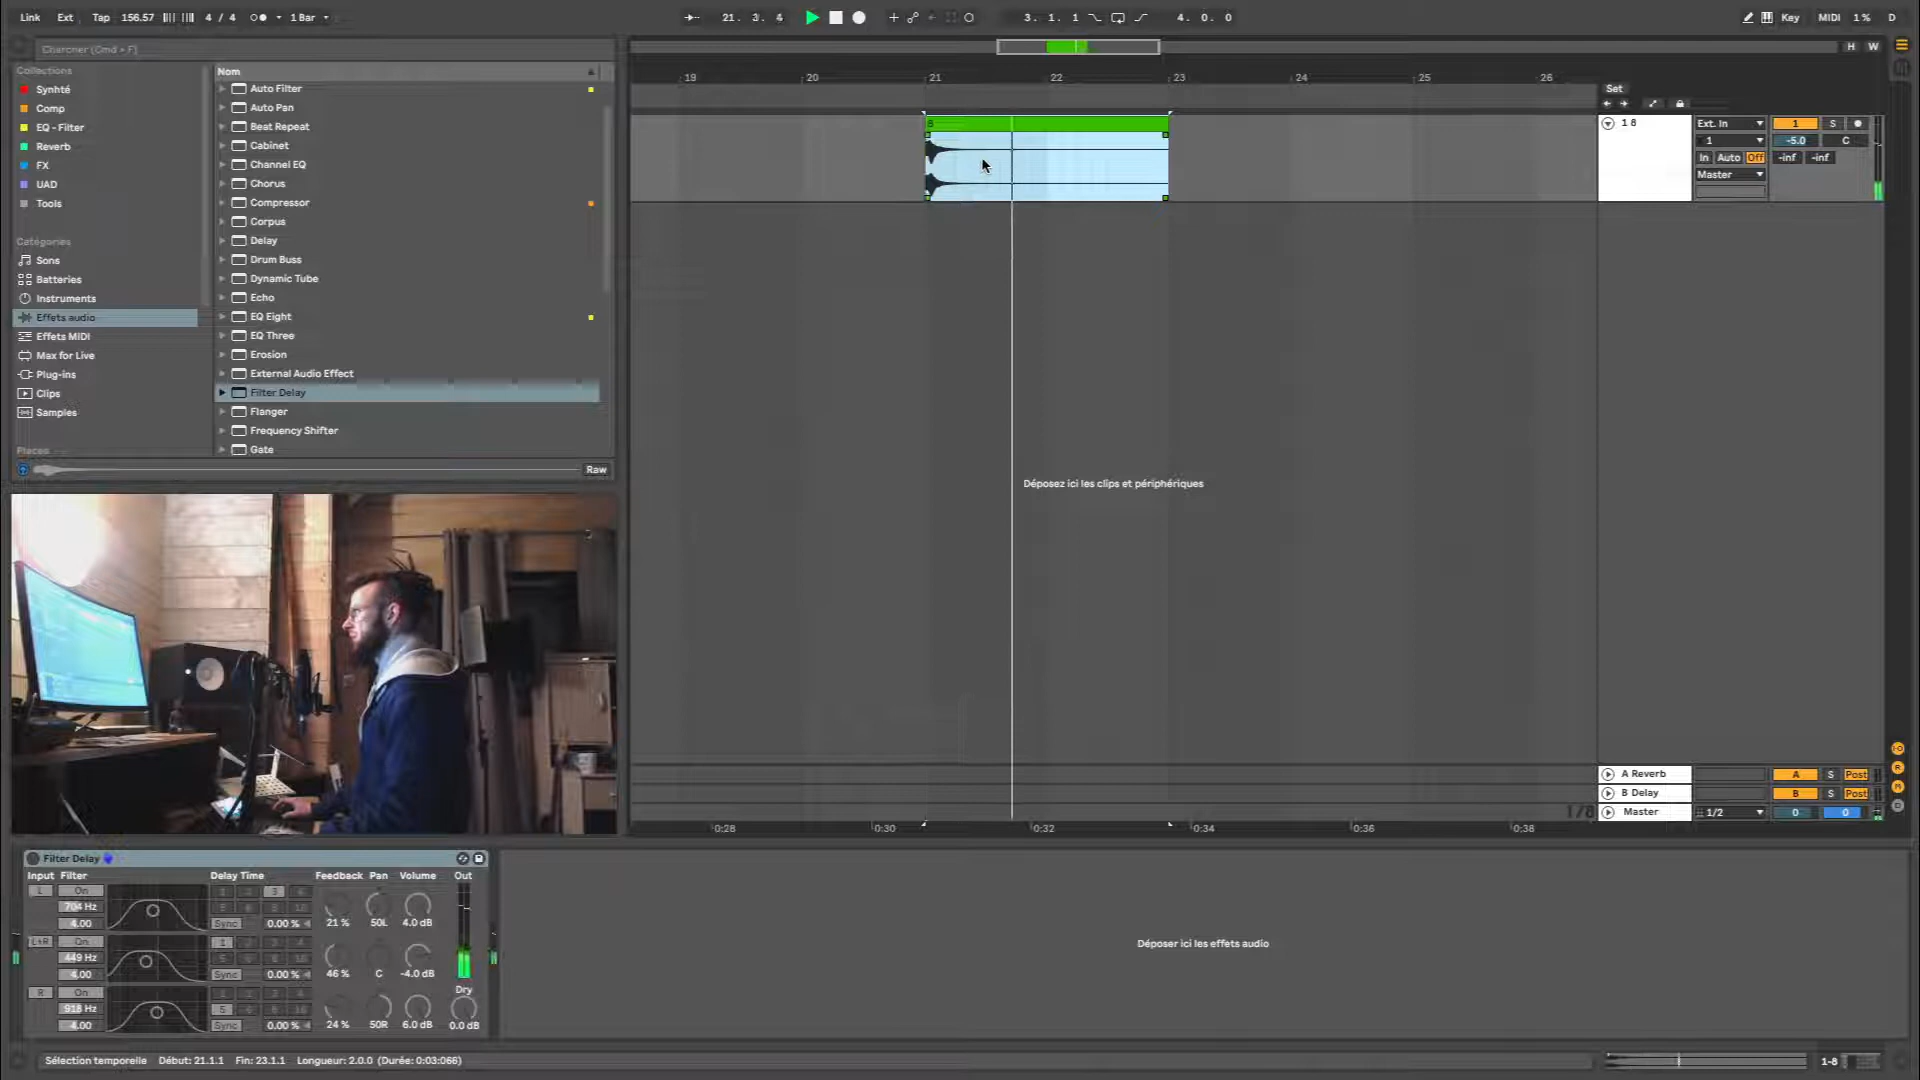 Link Ext Tap 156.57 4 / 4 1 Bar 21. 3. 4 3. 1. 1 4. 0. 0 Key MIDI 1 % D
Chercher (Cmd + F) H W
Collections Nom
Synhté
Comp
EQ - Filter
Reverb
FX
UAD
Tools
Catégories
Sons
Batteries
Instruments
Effets audio
Effets MIDI
Max for Live
Plug-ins
Clips
Samples
Places
Auto Filter
Auto Pan
Beat Repeat
Cabinet
Channel EQ
Chorus
Compressor
Corpus
Delay
Drum Buss
Dynamic Tube
Echo
EQ Eight
EQ Three
Erosion
External Audio Effect
Filter Delay
Flanger
Frequency Shifter
Gate
Raw
19 20 21 22 23 24 25 26
Set
8
1 8 Ext. In 1 S
1 -5.0 C
In Auto Off -inf -inf
Master
Déposez ici les clips et périphériques
A Reverb A S Post
B Delay B S Post
1/8 Master 1/2 0 0
0:28 0:30 0:32 0:34 0:36 0:38
Filter Delay
Input Filter Delay Time Feedback Pan Volume Out
L On 3
704 Hz
4.00 Sync 0.00 % 21 % 50L 4.0 dB
L+R On 1
449 Hz
4.00 Sync 0.00 % 46 % C -4.0 dB
Dry
R On
918 Hz 5
4.00 Sync 0.00 % 24 % 50R 6.0 dB 0.0 dB
Déposer ici les effets audio
Sélection temporelle Début: 21.1.1 Fin: 23.1.1 Longueur: 2.0.0 (Durée: 0:03:066) 1-8